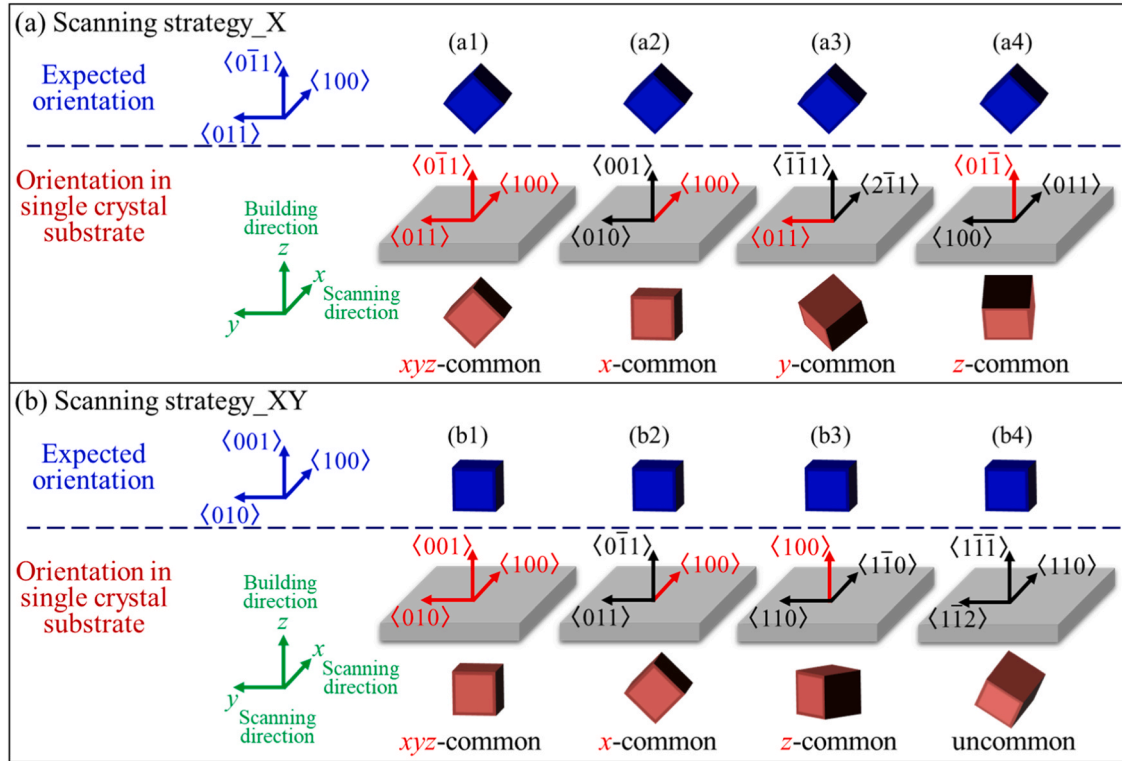 (a) Scanning strategy_X
(a1) (a2) (a3) (a4)
Expected
orientation
⟨01̅1⟩
⟨100⟩
⟨011⟩
Orientation in
single crystal
substrate
Building
direction
z
x
Scanning
direction
y
⟨01̅1⟩
⟨100⟩
⟨011⟩
⟨001⟩
⟨100⟩
⟨010⟩
⟨1̅1̅1⟩
⟨21̅1⟩
⟨011⟩
⟨011̅⟩
⟨011⟩
⟨100⟩
xyz-common x-common y-common z-common
(b) Scanning strategy_XY
(b1) (b2) (b3) (b4)
Expected
orientation
⟨001⟩
⟨100⟩
⟨010⟩
Orientation in
single crystal
substrate
Building
direction
z
x
Scanning
direction
y
Scanning
direction
⟨001⟩
⟨100⟩
⟨010⟩
⟨01̅1⟩
⟨100⟩
⟨011⟩
⟨100⟩
⟨11̅0⟩
⟨110⟩
⟨11̅1̅⟩
⟨110⟩
⟨11̅2⟩
xyz-common x-common z-common uncommon